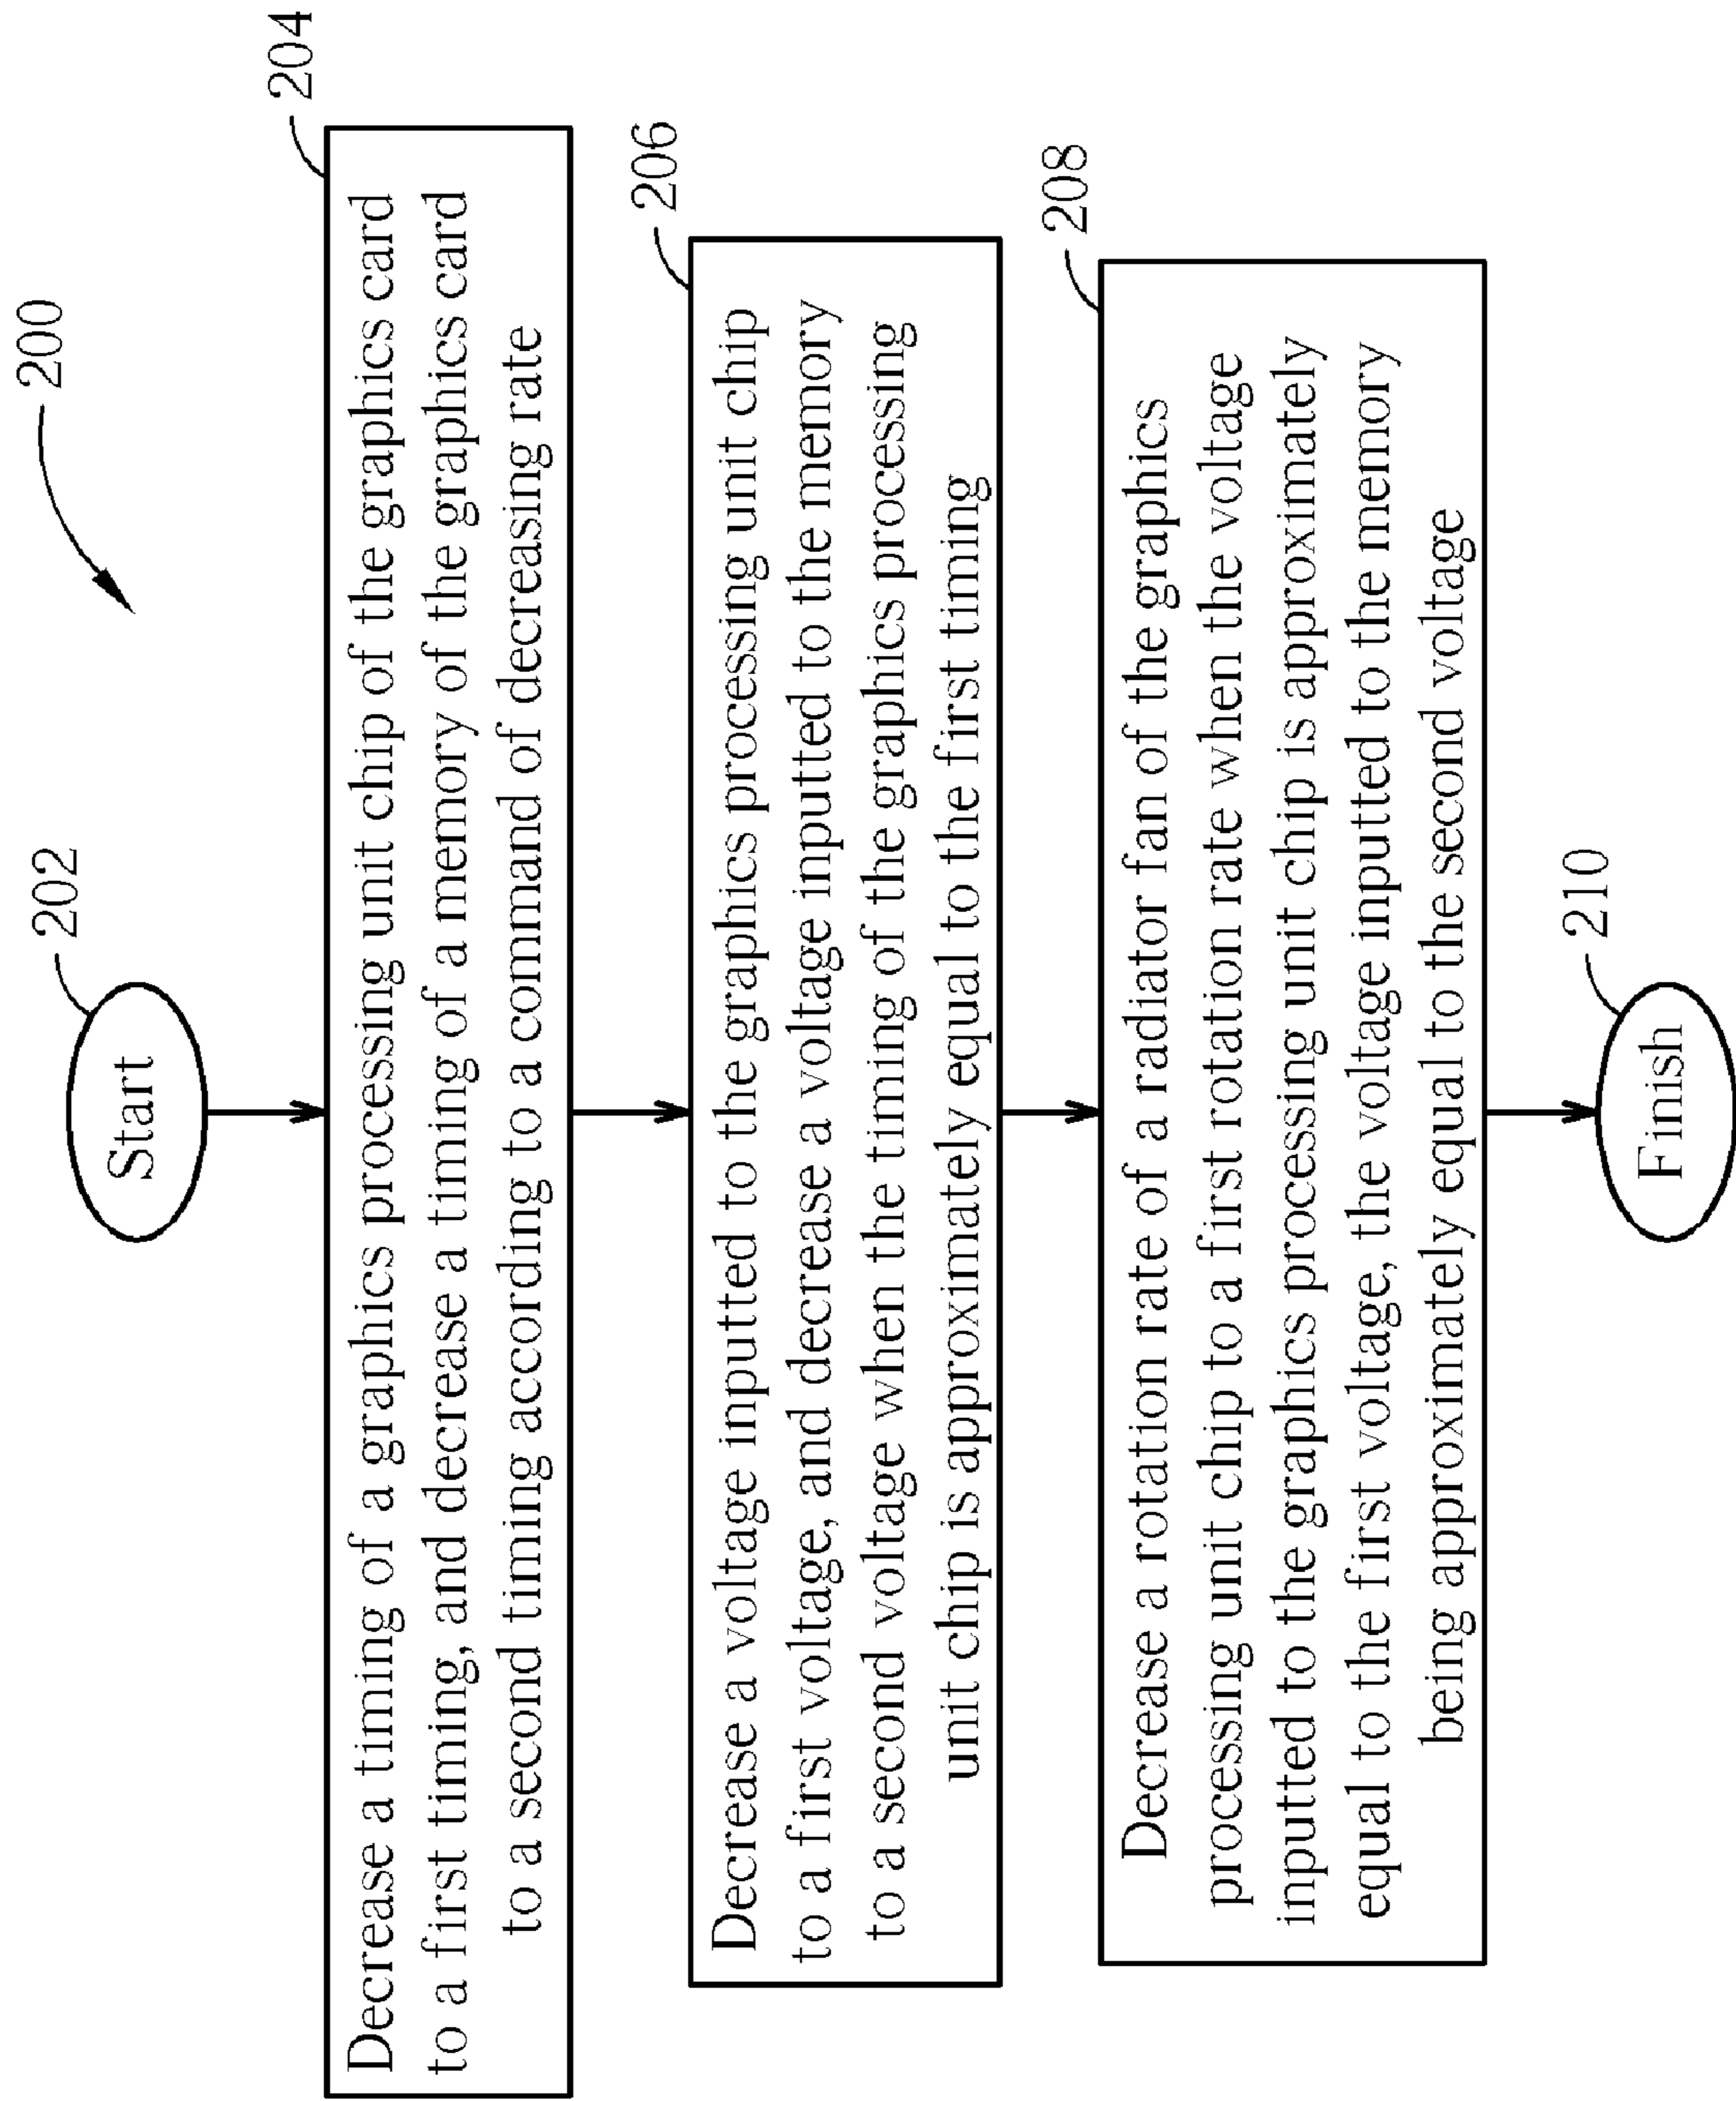 200
202
Start
204
Decrease a timing of a graphics processing unit chip of the graphics card
to a first timing, and decrease a timing of a memory of the graphics card
to a second timing according to a command of decreasing rate
206
Decrease a voltage inputted to the graphics processing unit chip
to a first voltage, and decrease a voltage inputted to the memory
to a second voltage when the timing of the graphics processing
unit chip is approximately equal to the first timing
208
Decrease a rotation rate of a radiator fan of the graphics
processing unit chip to a first rotation rate when the voltage
inputted to the graphics processing unit chip is approximately
equal to the first voltage, the voltage inputted to the memory
being approximately equal to the second voltage
210
Finish